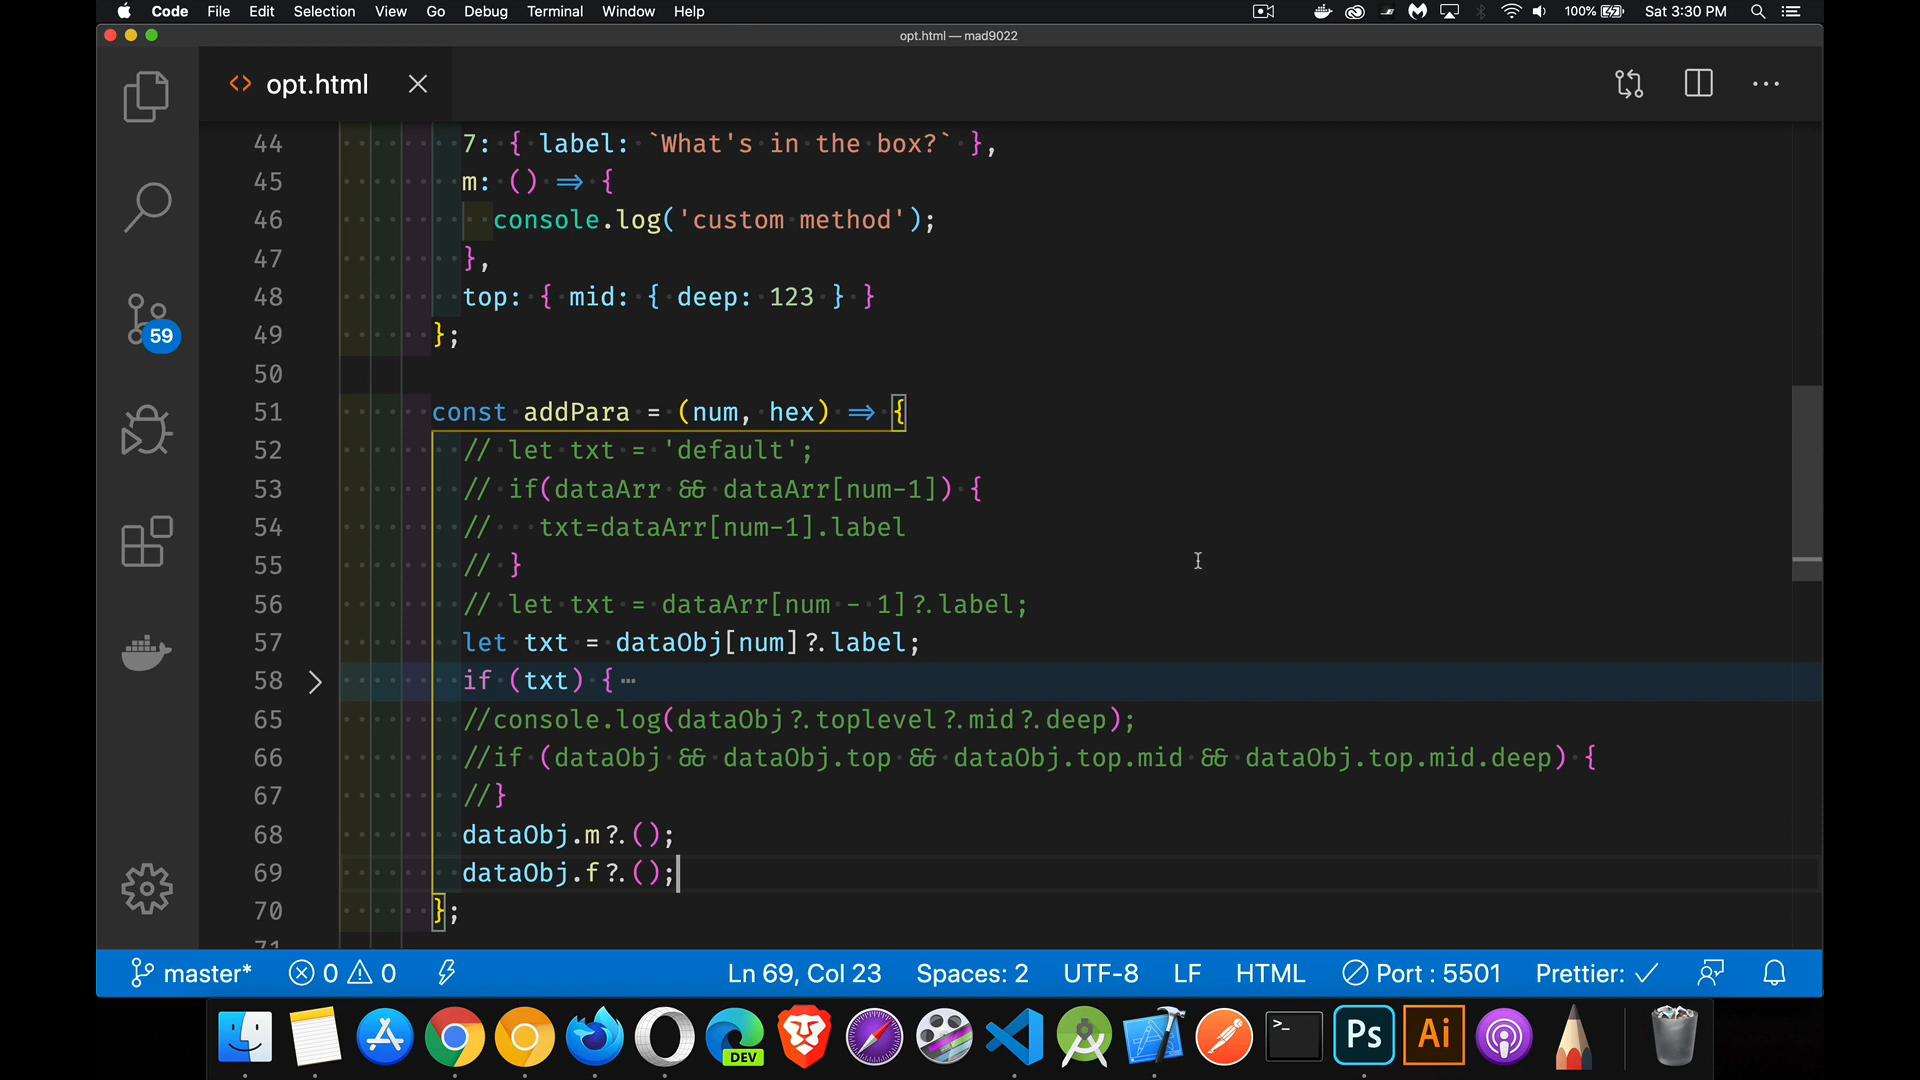 Code File Edit Selection View Go Debug Terminal Window Help 100% Sat 3:30 PM
opt.html — mad9022
<> opt.html
44 7: { label: `What's in the box?` },
45 m: () => {
46 console.log('custom method');
47 },
48 top: { mid: { deep: 123 } }
49 };
50
51 const addPara = (num, hex) => {
52 // let txt = 'default';
53 // if(dataArr && dataArr[num-1]) {
54 // txt=dataArr[num-1].label
55 // }
56 // let txt = dataArr[num - 1]?.label;
57 let txt = dataObj[num]?.label;
58 if (txt) { …
65 //console.log(dataObj?.toplevel?.mid?.deep);
66 //if (dataObj && dataObj.top && dataObj.top.mid && dataObj.top.mid.deep) {
67 //}
68 dataObj.m?.();
69 dataObj.f?.();
70 };
71
59
master* 0 0 Ln 69, Col 23 Spaces: 2 UTF-8 LF HTML Port : 5501 Prettier: ✓
DEV
>_
Ps
Ai